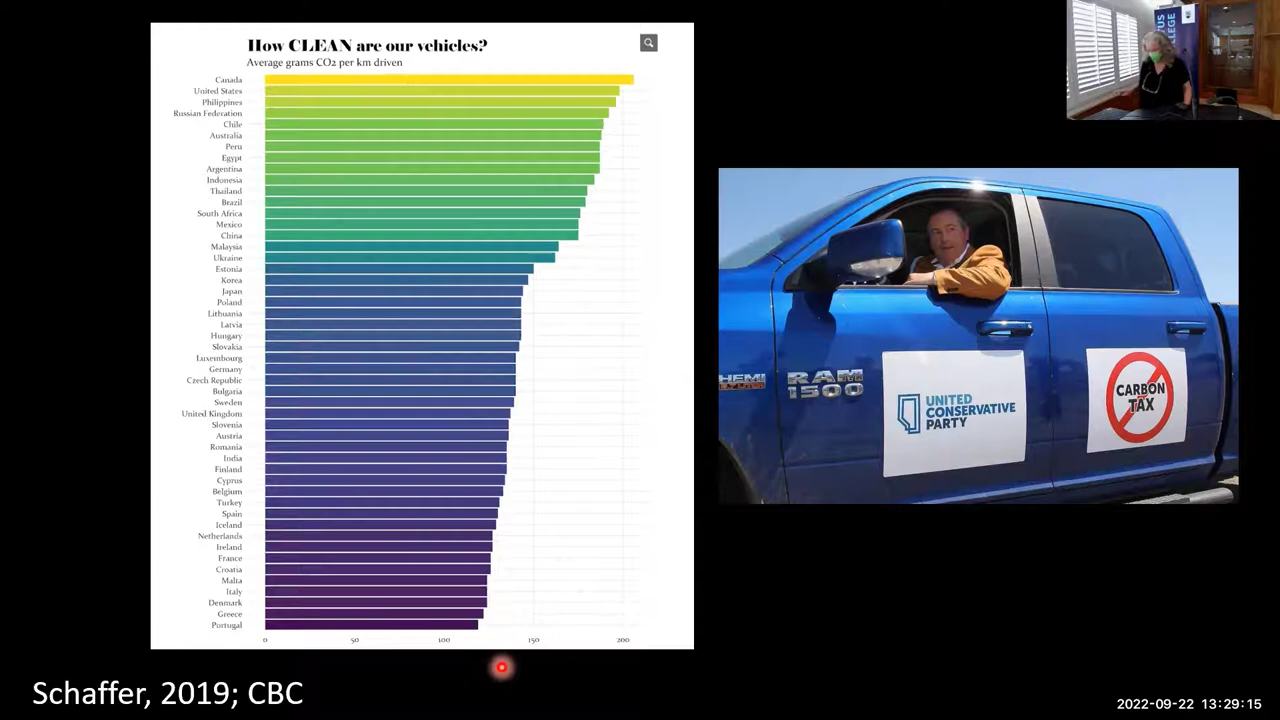 How CLEAN are our vehicles?
Average grams CO2 per km driven
Canada
United States
Philippines
Russian Federation
Chile
Australia
Peru
Egypt
Argentina
Indonesia
Thailand
Brazil
South Africa
Mexico
China
Malaysia
Ukraine
Estonia
Korea
Japan
Poland
Lithuania
Latvia
Hungary
Slovakia
Luxembourg
Germany
Czech Republic
Bulgaria
Sweden
United Kingdom
Slovenia
Austria
Romania
India
Finland
Cyprus
Belgium
Turkey
Spain
Iceland
Netherlands
Ireland
France
Croatia
Malta
Italy
Denmark
Greece
Portugal
0 50 100 150 200
HEMI
RAM
1500
UNITED
CONSERVATIVE
PARTY
CARBON
TAX
Schaffer, 2019; CBC
2022-09-22 13:29:15